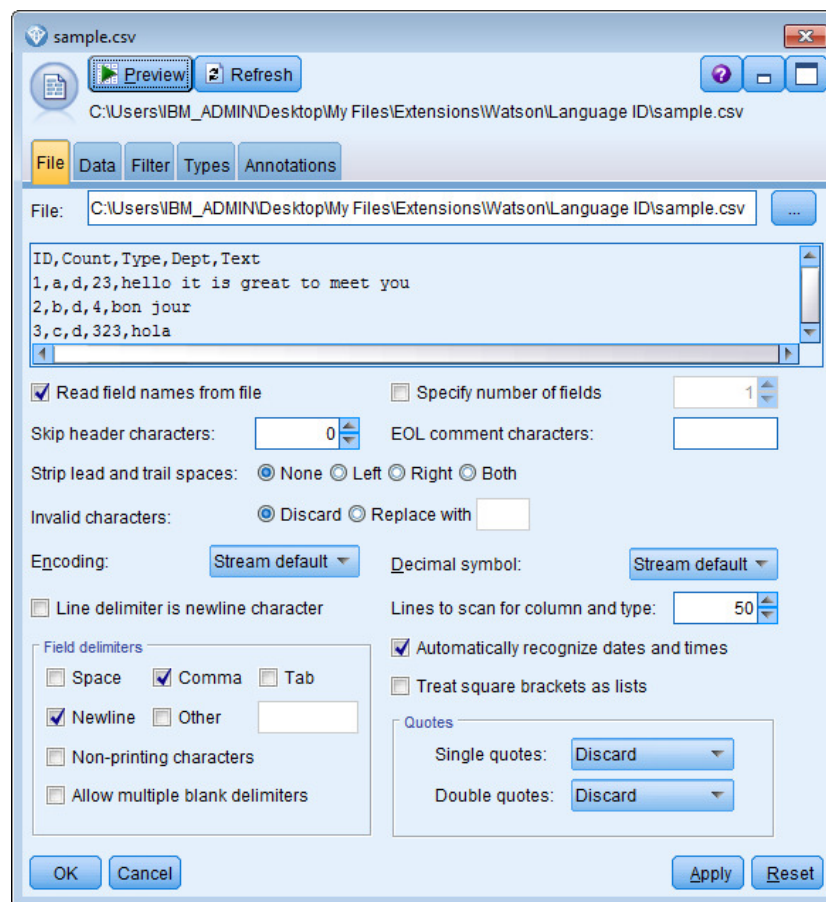 sample.csv
Preview Refresh
C:\Users\IBM_ADMIN\Desktop\My Files\Extensions\Watson\Language ID\sample.csv
File Data Filter Types Annotations
File: C:\Users\IBM_ADMIN\Desktop\My Files\Extensions\Watson\Language ID\sample.csv ...
ID,Count,Type,Dept,Text
1,a,d,23,hello it is great to meet you
2,b,d,4,bon jour
3,c,d,323,hola
Read field names from file Specify number of fields 1
Skip header characters: 0 EOL comment characters:
Strip lead and trail spaces: None Left Right Both
Invalid characters: Discard Replace with
Encoding: Stream default Decimal symbol: Stream default
Line delimiter is newline character Lines to scan for column and type: 50
Field delimiters Automatically recognize dates and times
Space Comma Tab Treat square brackets as lists
Newline Other Quotes
Non-printing characters Single quotes: Discard
Allow multiple blank delimiters Double quotes: Discard
OK Cancel Apply Reset